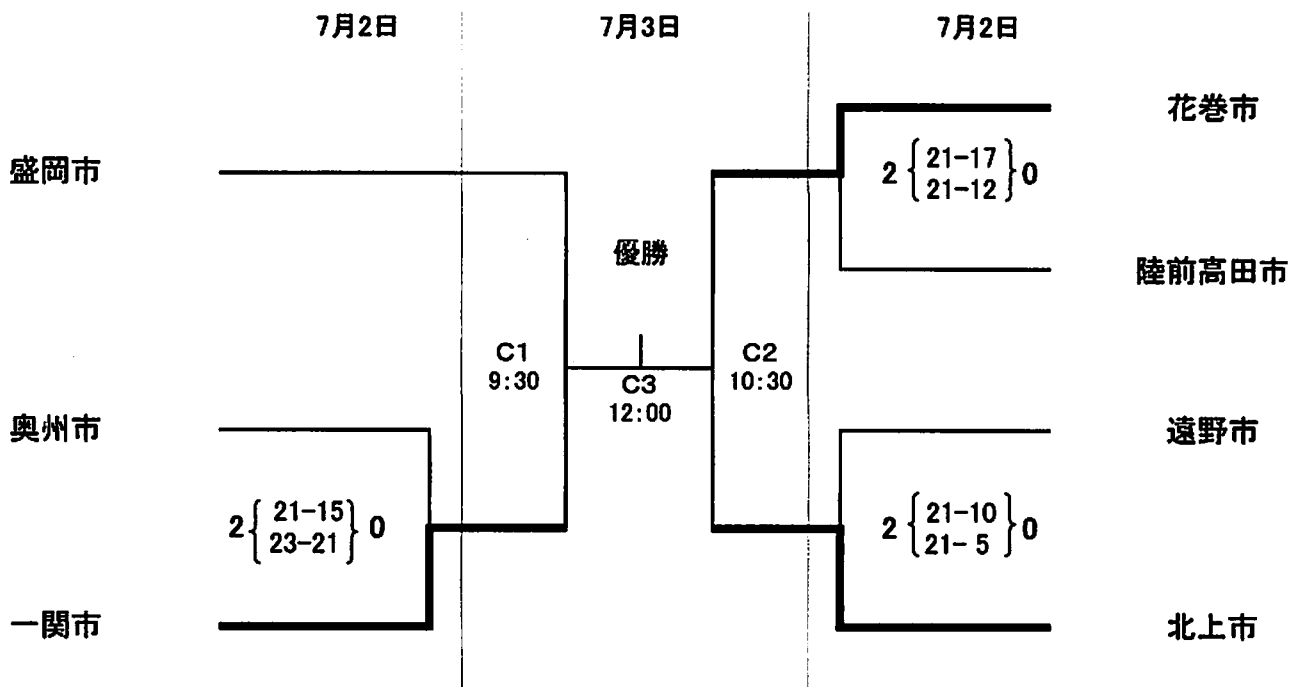 7月2日
7月3日
7月2日
花巻市
盛岡市
2 { 21-17 } 0
21-12
優勝
陸前高田市
C1
9:30
C2
10:30
C3
12:00
奥州市
遠野市
2 { 21-15 } 0
23-21
2 { 21-10 } 0
21- 5
一関市
北上市